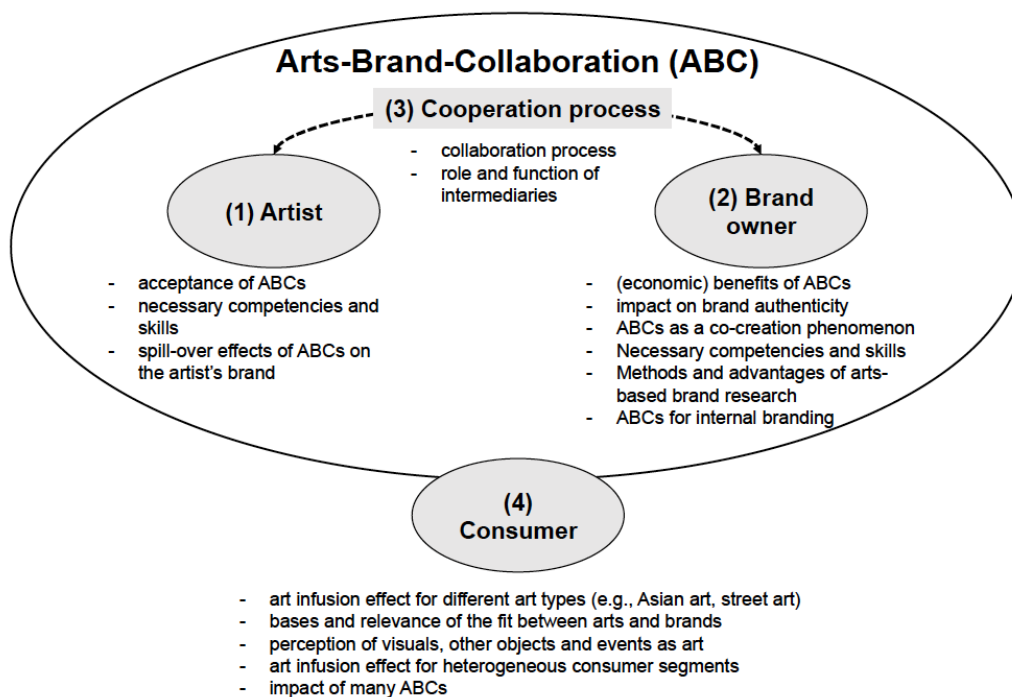 Arts-Brand-Collaboration (ABC)
(3) Cooperation process
- collaboration process
- role and function of
intermediaries
(1) Artist
- acceptance of ABCs
- necessary competencies and
skills
- spill-over effects of ABCs on
the artist's brand
(2) Brand
owner
- (economic) benefits of ABCs
- impact on brand authenticity
- ABCs as a co-creation phenomenon
- Necessary competencies and skills
- Methods and advantages of arts-
based brand research
- ABCs for internal branding
(4)
Consumer
- art infusion effect for different art types (e.g., Asian art, street art)
- bases and relevance of the fit between arts and brands
- perception of visuals, other objects and events as art
- art infusion effect for heterogeneous consumer segments
- impact of many ABCs